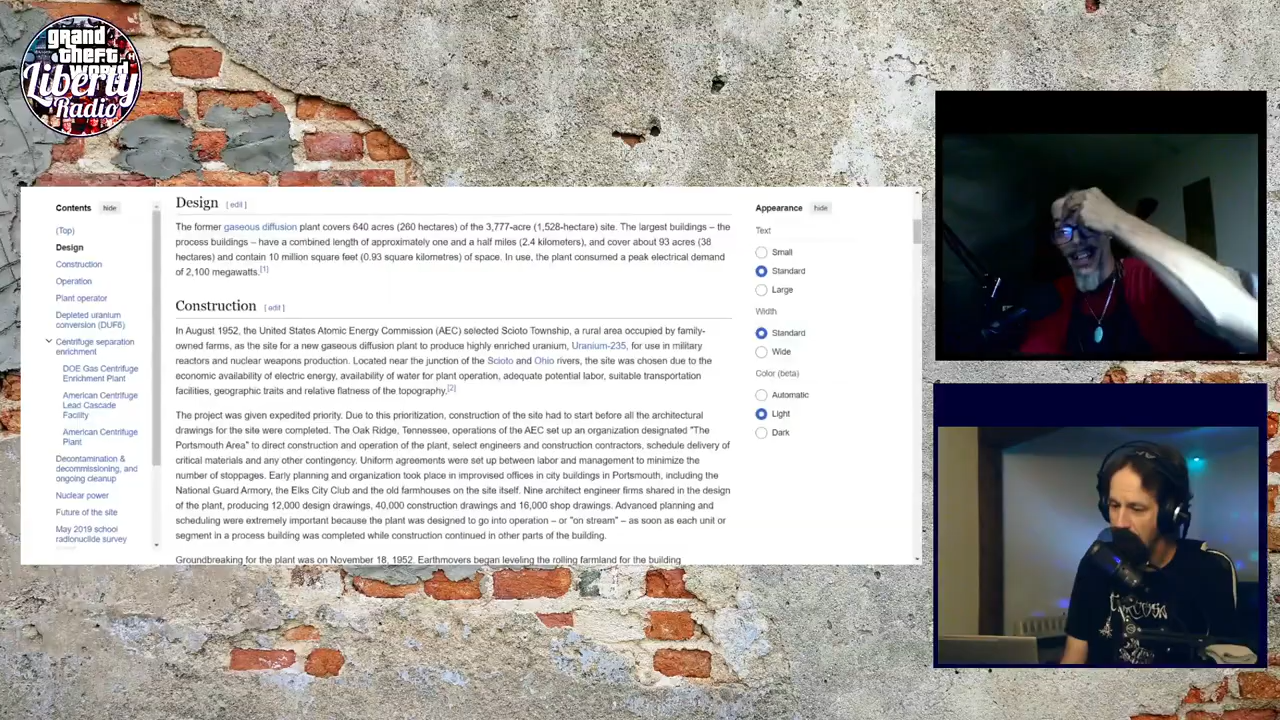 grand
theft
world
Liberty
Radio
Contents hide
(Top)
Design
Construction
Operation
Plant operator
Depleted uranium
conversion (DUF6)
Centrifuge separation
enrichment
DOE Gas Centrifuge
Enrichment Plant
American Centrifuge
Lead Cascade
Facility
American Centrifuge
Plant
Decontamination &
decommissioning, and
ongoing cleanup
Nuclear power
Future of the site
May 2019 school
radionuclide survey
Design [ edit ]
The former gaseous diffusion plant covers 640 acres (260 hectares) of the 3,777-acre (1,528-hectare) site. The largest buildings – the
process buildings – have a combined length of approximately one and a half miles (2.4 kilometers), and cover about 93 acres (38
hectares) and contain 10 million square feet (0.93 square kilometres) of space. In use, the plant consumed a peak electrical demand
of 2,100 megawatts.[1]
Construction [ edit ]
In August 1952, the United States Atomic Energy Commission (AEC) selected Scioto Township, a rural area occupied by family-
owned farms, as the site for a new gaseous diffusion plant to produce highly enriched uranium, Uranium-235, for use in military
reactors and nuclear weapons production. Located near the junction of the Scioto and Ohio rivers, the site was chosen due to the
economic availability of electric energy, availability of water for plant operation, adequate potential labor, suitable transportation
facilities, geographic traits and relative flatness of the topography.[2]
The project was given expedited priority. Due to this prioritization, construction of the site had to start before all the architectural
drawings for the site were completed. The Oak Ridge, Tennessee, operations of the AEC set up an organization designated "The
Portsmouth Area" to direct construction and operation of the plant, select engineers and construction contractors, schedule delivery of
critical materials and any other contingency. Uniform agreements were set up between labor and management to minimize the
number of stoppages. Early planning and organization took place in improvised offices in city buildings in Portsmouth, including the
National Guard Armory, the Elks City Club and the old farmhouses on the site itself. Nine architect engineer firms shared in the design
of the plant, producing 12,000 design drawings, 40,000 construction drawings and 16,000 shop drawings. Advanced planning and
scheduling were extremely important because the plant was designed to go into operation – or "on stream" – as soon as each unit or
segment in a process building was completed while construction continued in other parts of the building.
Groundbreaking for the plant was on November 18, 1952. Earthmovers began leveling the rolling farmland for the building
Appearance hide
Text
Small
Standard
Large
Width
Standard
Wide
Color (beta)
Automatic
Light
Dark